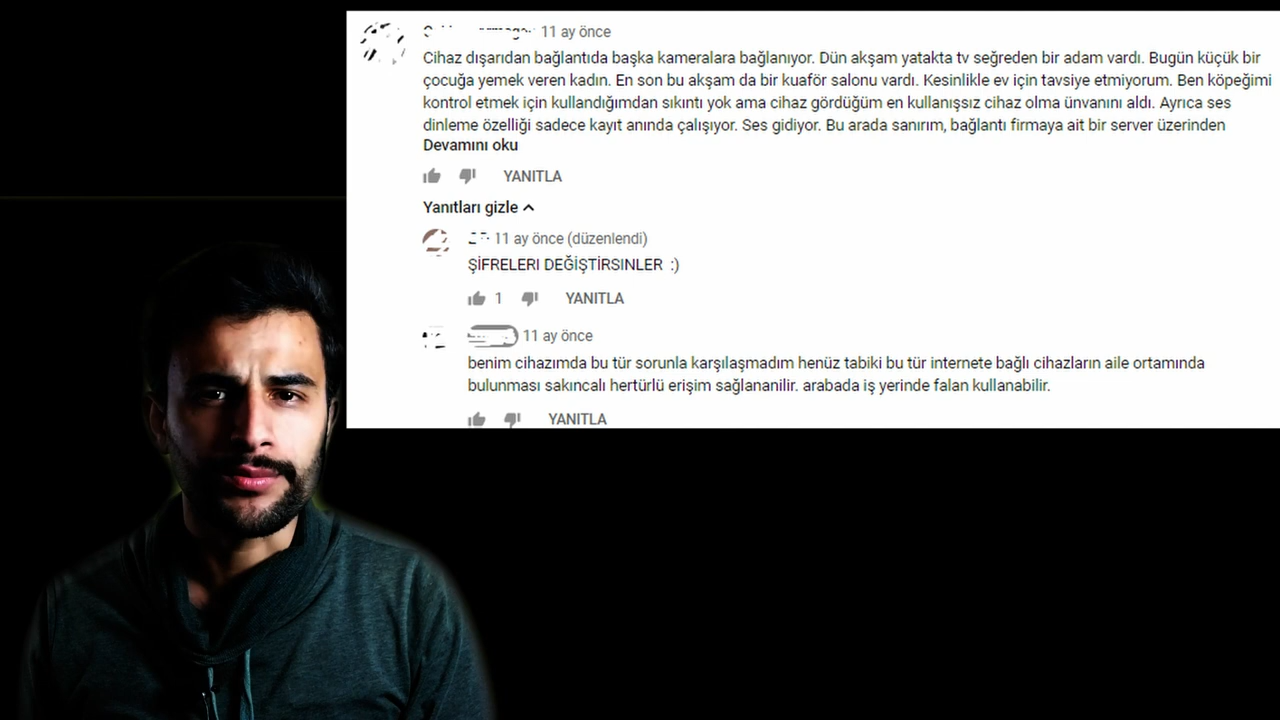 11 ay önce
Cihaz dışarıdan bağlantıda başka kameralara bağlanıyor. Dün akşam yatakta tv seğreden bir adam vardı. Bugün küçük bir
çocuğa yemek veren kadın. En son bu akşam da bir kuaför salonu vardı. Kesinlikle ev için tavsiye etmiyorum. Ben köpeğimi
kontrol etmek için kullandığımdan sıkıntı yok ama cihaz gördüğüm en kullanışsız cihaz olma ünvanını aldı. Ayrıca ses
dinleme özelliği sadece kayıt anında çalışıyor. Ses gidiyor. Bu arada sanırım, bağlantı firmaya ait bir server üzerinden
Devamını oku
YANITLA
Yanıtları gizle
11 ay önce (düzenlendi)
ŞİFRELERI DEĞİŞTİRSINLER :)
1 YANITLA
11 ay önce
benim cihazımda bu tür sorunla karşılaşmadım henüz tabiki bu tür internete bağlı cihazların aile ortamında
bulunması sakıncalı hertürlü erişim sağlananilir. arabada iş yerinde falan kullanabilir.
YANITLA